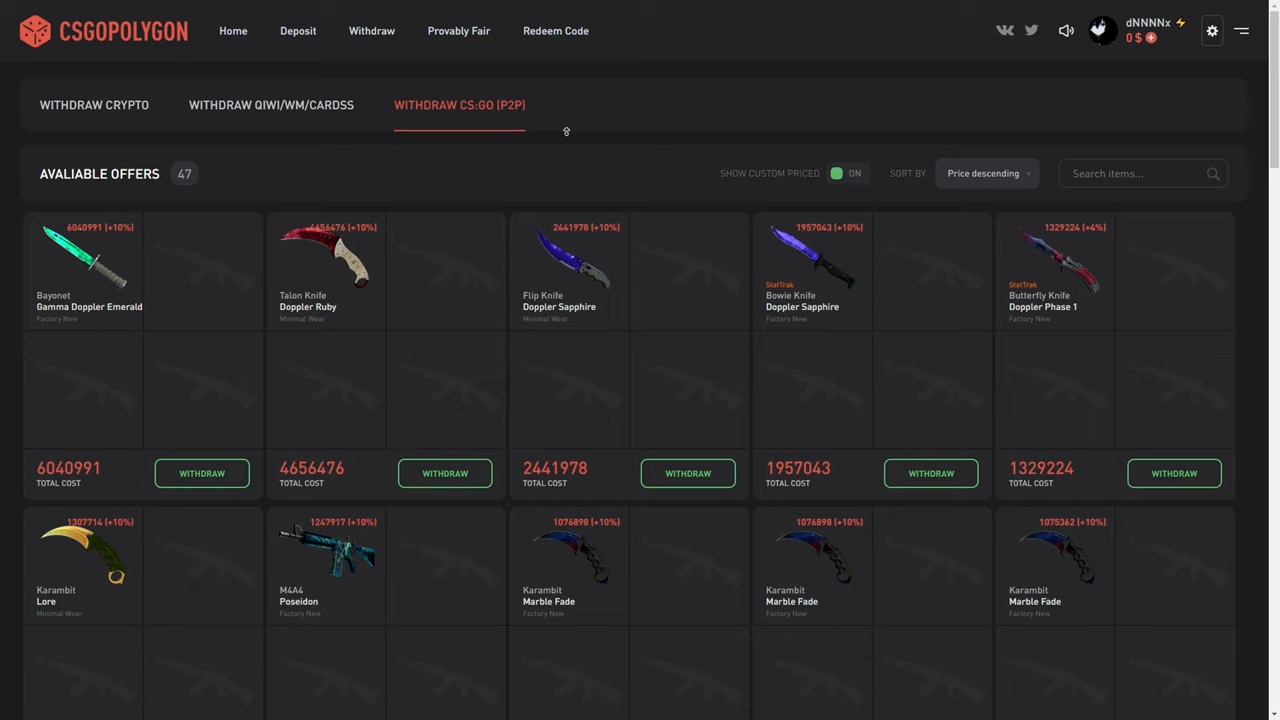 CSGOPOLYGON
Home
Deposit
Withdraw
Provably Fair
Redeem Code
dNNNNx
0 $
WITHDRAW CRYPTO
WITHDRAW QIWI/WM/CARDSS
WITHDRAW CS:GO (P2P)
AVALIABLE OFFERS 47
SHOW CUSTOM PRICED ON
SORT BY Price descending
Search items...
6040991 (+10%)
Bayonet
Gamma Doppler Emerald
Factory New
6040991
TOTAL COST
WITHDRAW
4656476 (+10%)
Talon Knife
Doppler Ruby
Minimal Wear
4656476
TOTAL COST
WITHDRAW
2441978 (+10%)
Flip Knife
Doppler Sapphire
Minimal Wear
2441978
TOTAL COST
WITHDRAW
1957043 (+10%)
StatTrak
Bowie Knife
Doppler Sapphire
Factory New
1957043
TOTAL COST
WITHDRAW
1329224 (+4%)
StatTrak
Butterfly Knife
Doppler Phase 1
Factory New
1329224
TOTAL COST
WITHDRAW
1307714 (+10%)
Karambit
Lore
Minimal Wear
1247917 (+10%)
M4A4
Poseidon
Factory New
1076898 (+10%)
Karambit
Marble Fade
Factory New
1076898 (+10%)
Karambit
Marble Fade
Factory New
1075362 (+10%)
Karambit
Marble Fade
Factory New